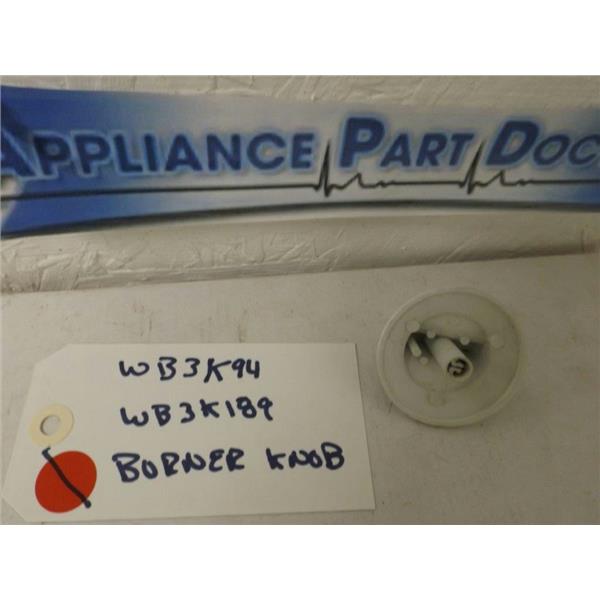 APPLIANCE PART DOC
WB3K94
WB3K189
BURNER KNOB